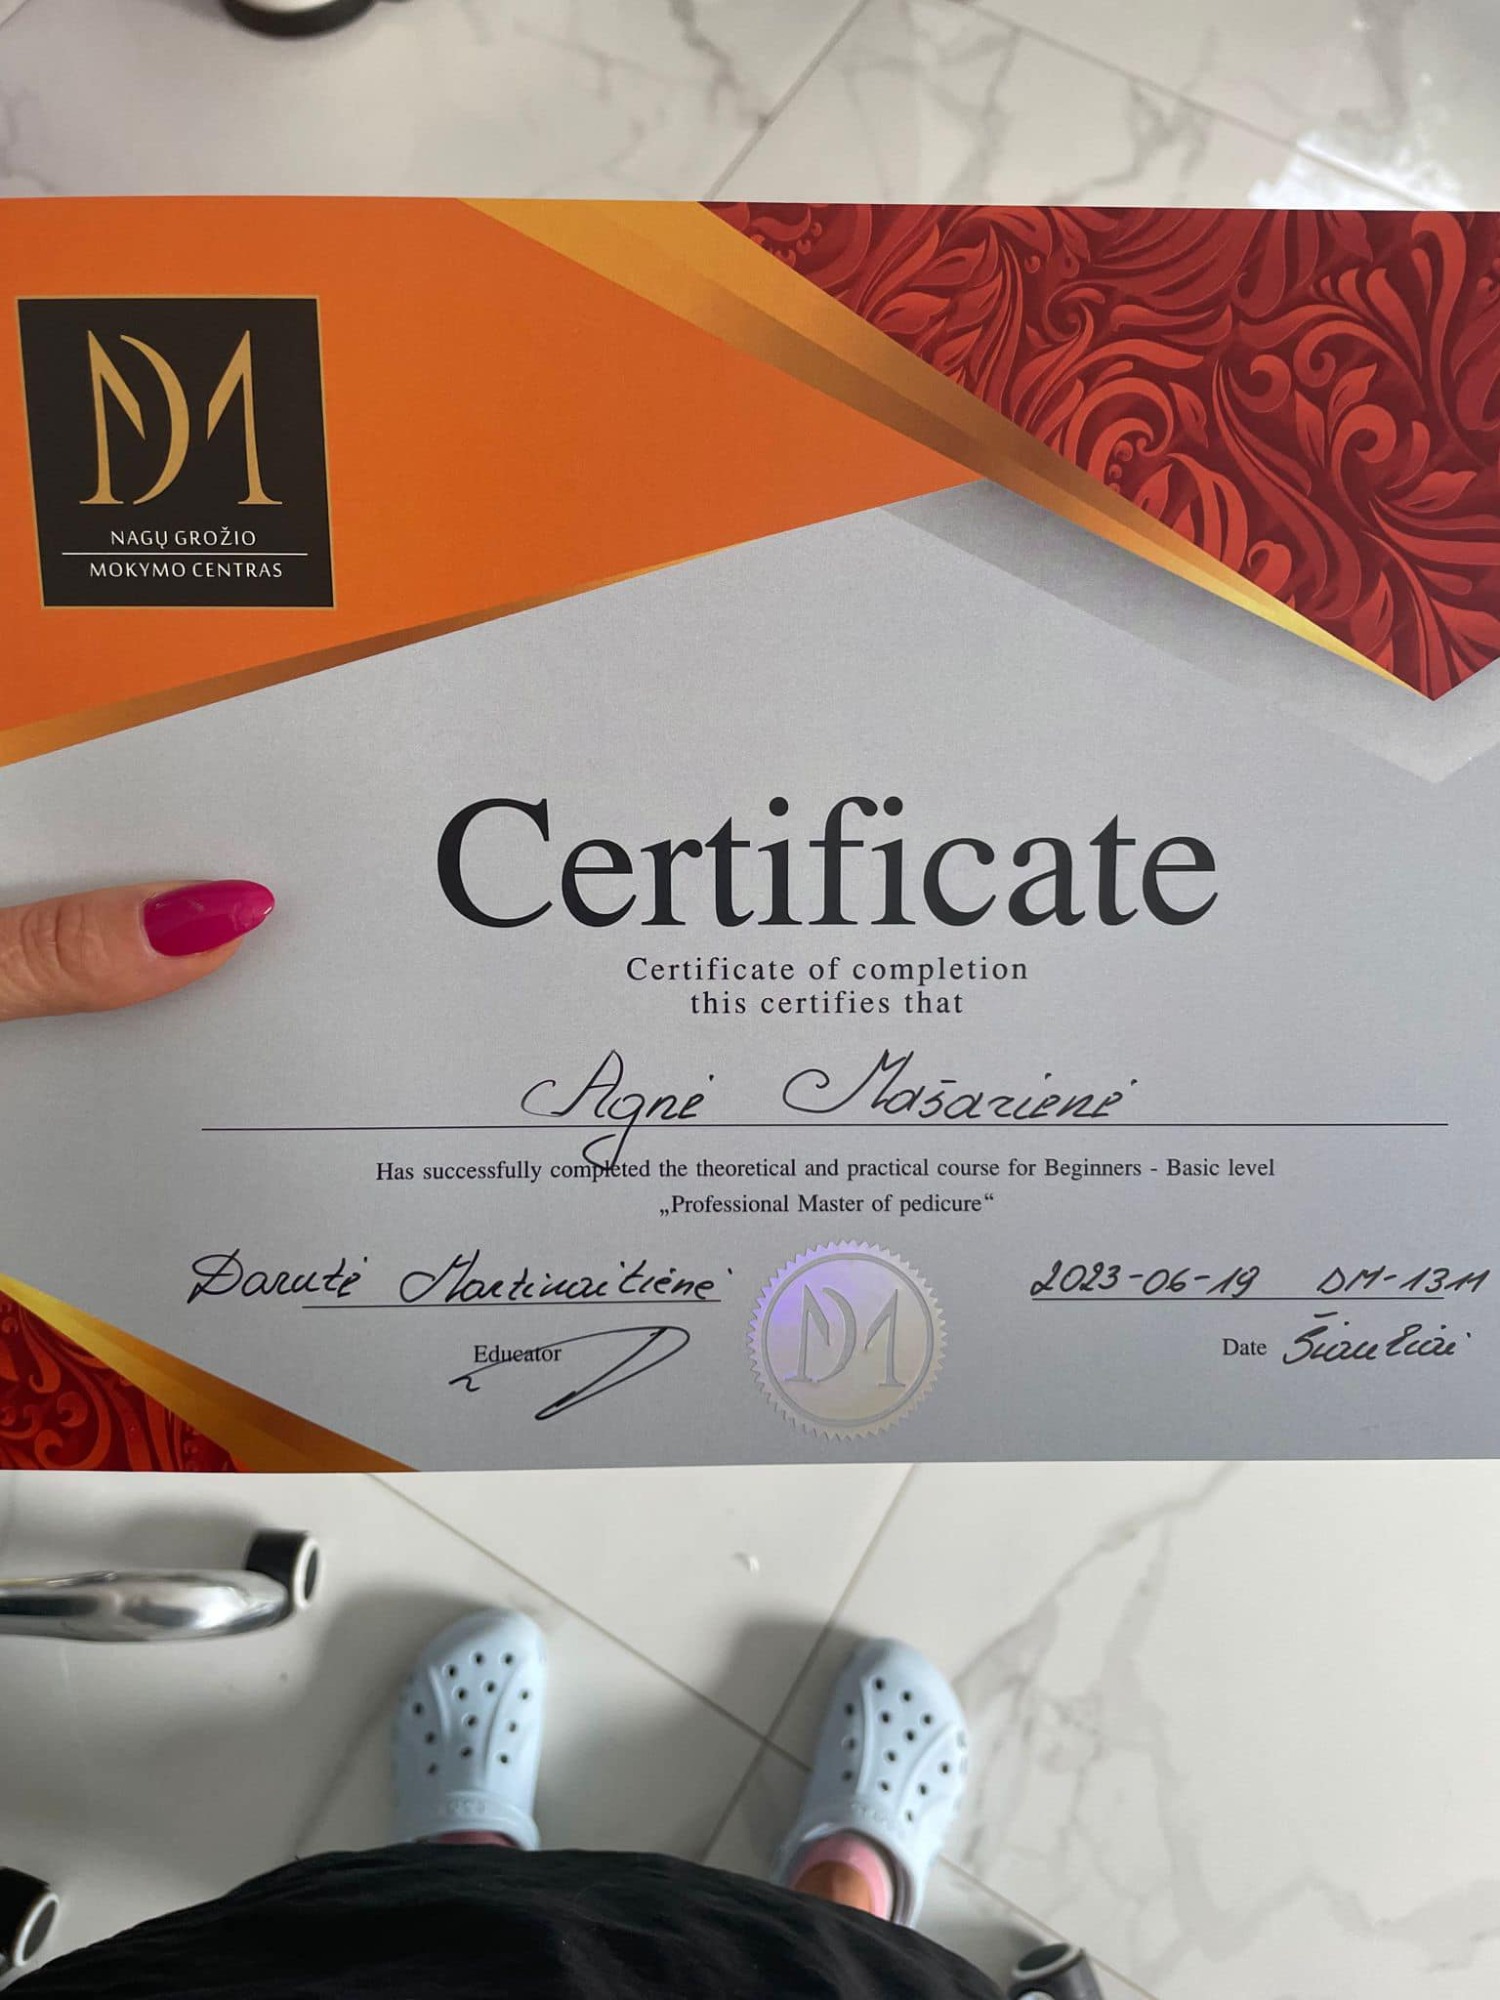 DM
NAGŲ GROŽIO
MOKYMO CENTRAS
Certificate
Certificate of completion
this certifies that
Agnė Mašarienė
Has successfully completed the theoretical and practical course for Beginners - Basic level
„Professional Master of pedicure“
Darutė Martinaitienė
2023-06-19 DM-1311
Educator
Date Šiauliai
DM